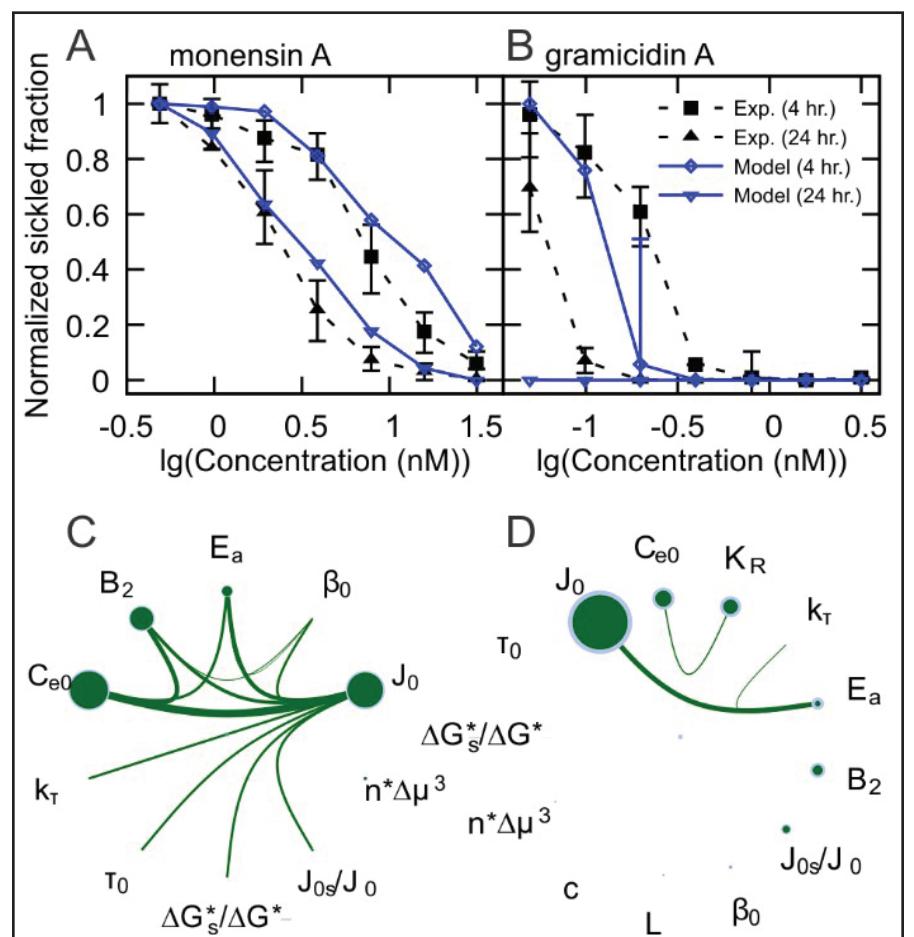 A
monensin A
B
gramicidin A
Normalized sickled fraction
1
0.8
0.6
0.4
0.2
0
Exp. (4 hr.)
Exp. (24 hr.)
Model (4 hr.)
Model (24 hr.)
-0.5
0
0.5
1
1.5
-1
-0.5
0
0.5
lg(Concentration (nM))
lg(Concentration (nM))
C
Eₐ
B₂
β₀
Cₑ₀
J₀
k_τ
n*Δμ³
τ₀
ΔG*ₛ/ΔG*
J₀ₛ/J₀
D
Cₑ₀
K_R
J₀
k_τ
τ₀
Eₐ
ΔG*ₛ/ΔG*
B₂
n*Δμ³
J₀ₛ/J₀
c
L
β₀